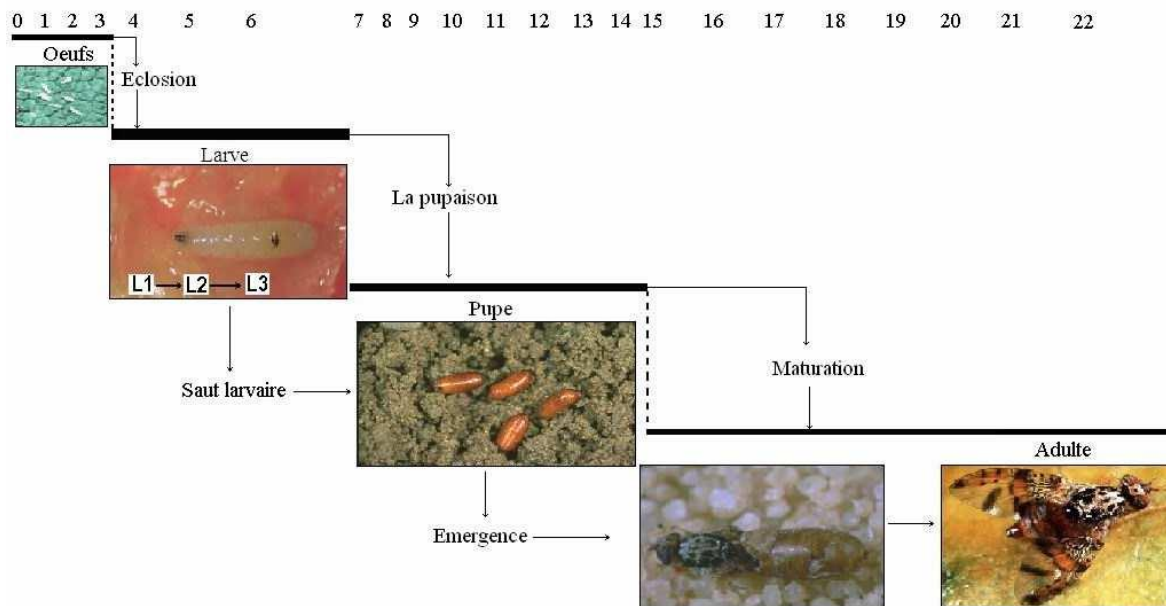 0 1 2 3 4 5 6 7 8 9 10 11 12 13 14 15 16 17 18 19 20 21 22
Oeufs
Eclosion
Larve
La pupaison
L1 L2 L3
Pupe
Saut larvaire
Maturation
Adulte
Emergence